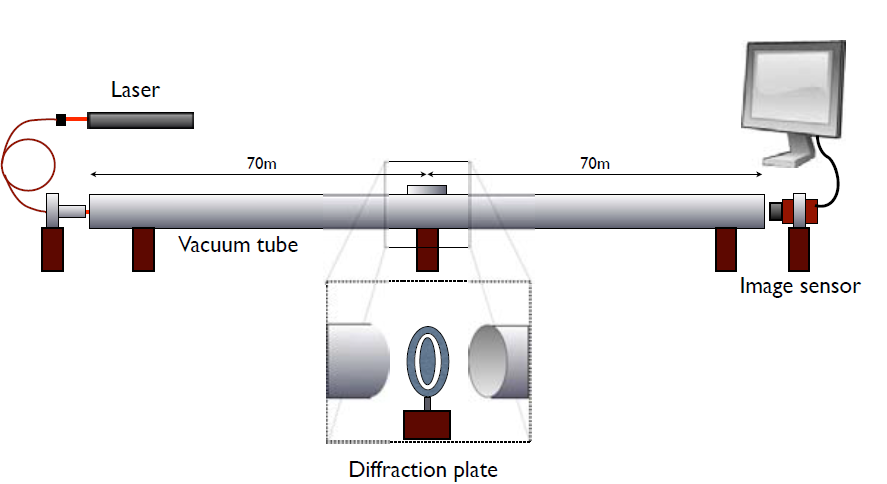 Laser
70m
70m
Vacuum tube
Image sensor
Diffraction plate